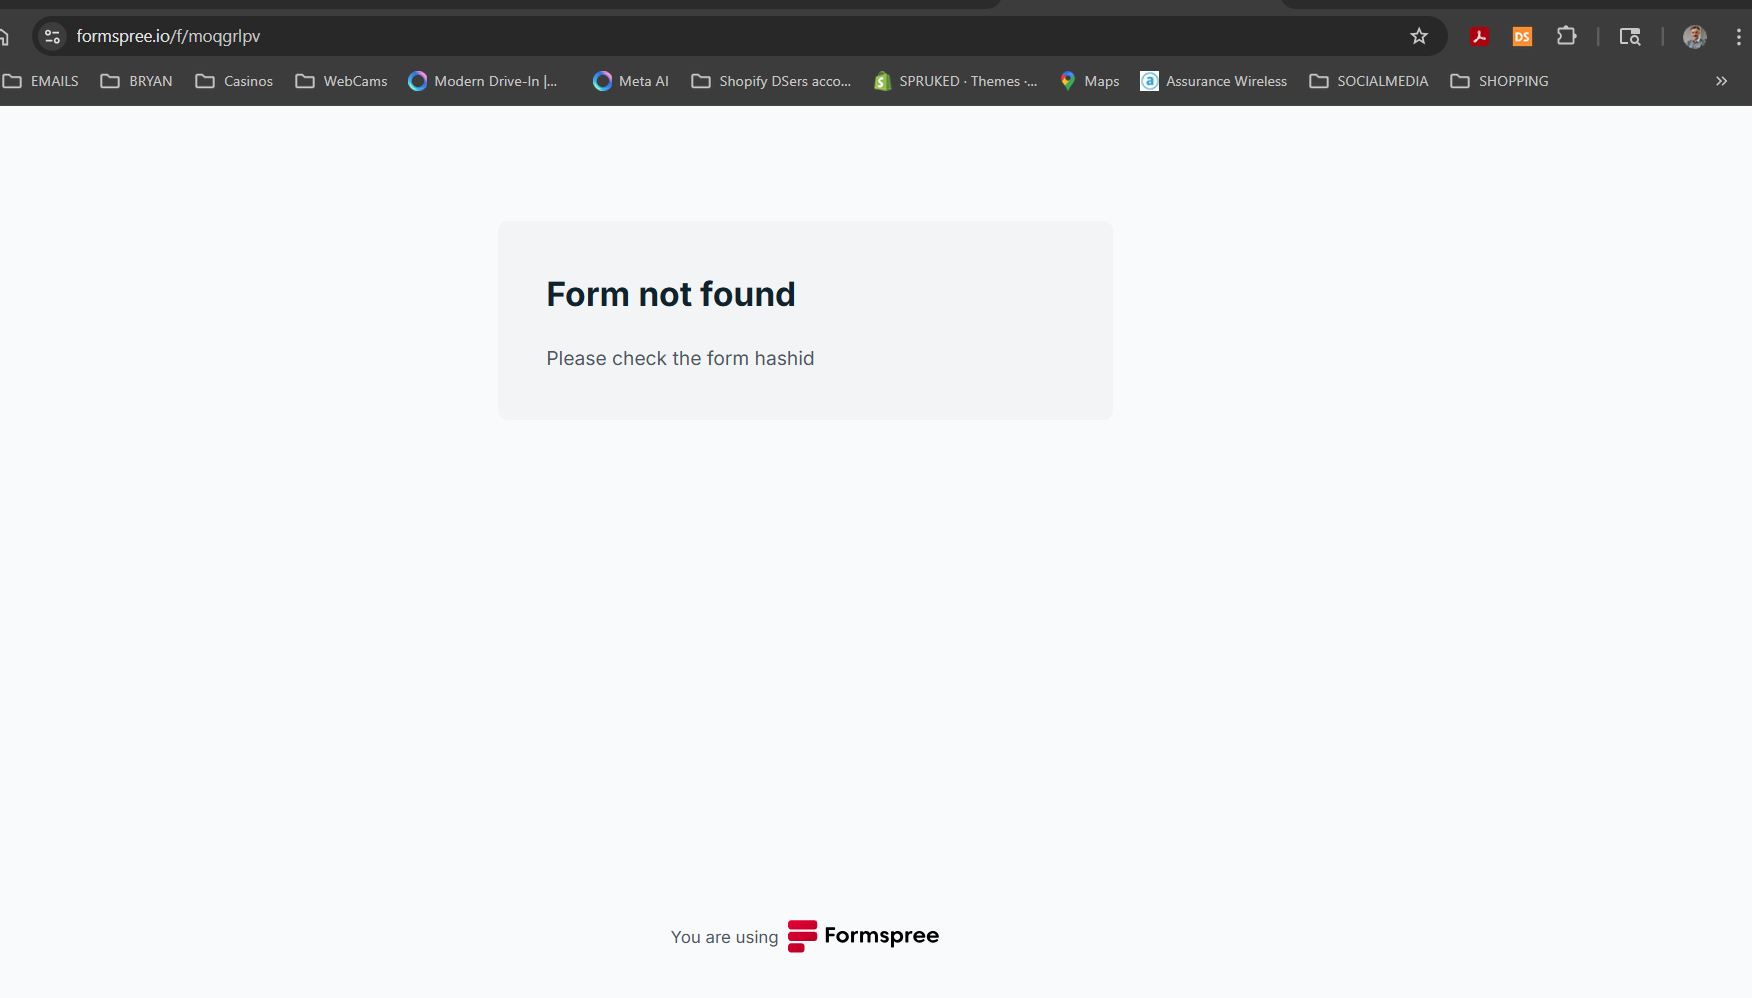 formspree.io/f/moqgrlpv
EMAILS BRYAN Casinos WebCams Modern Drive-In |... Meta AI Shopify DSers acco... SPRUKED · Themes ·... Maps Assurance Wireless SOCIALMEDIA SHOPPING »
Form not found
Please check the form hashid
You are using Formspree